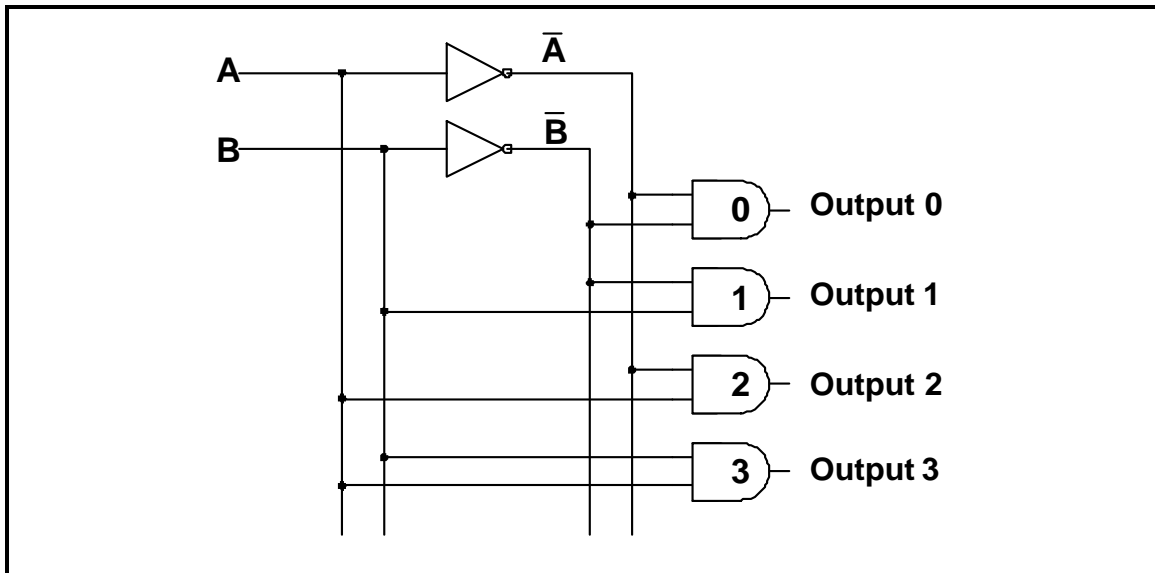 A
A̅
B
B̅
0 Output 0
1 Output 1
2 Output 2
3 Output 3